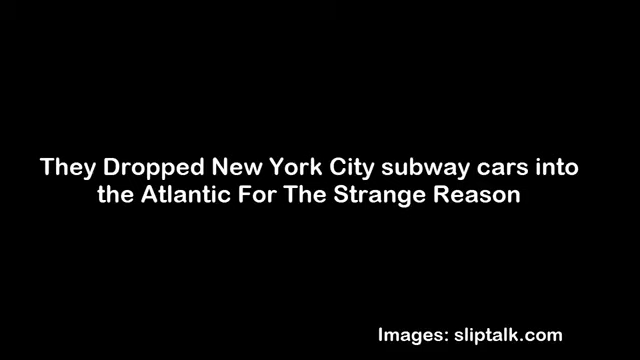 They Dropped New York City subway cars into
the Atlantic For The Strange Reason
Images: sliptalk.com